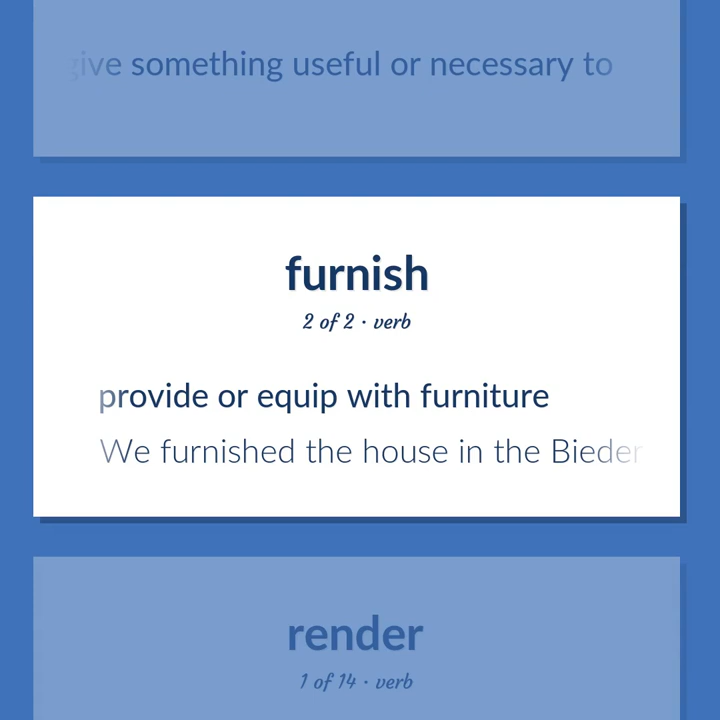 give something useful or necessary to
furnish
2 of 2 · verb
provide or equip with furniture
We furnished the house in the Bieder
render
1 of 14 · verb